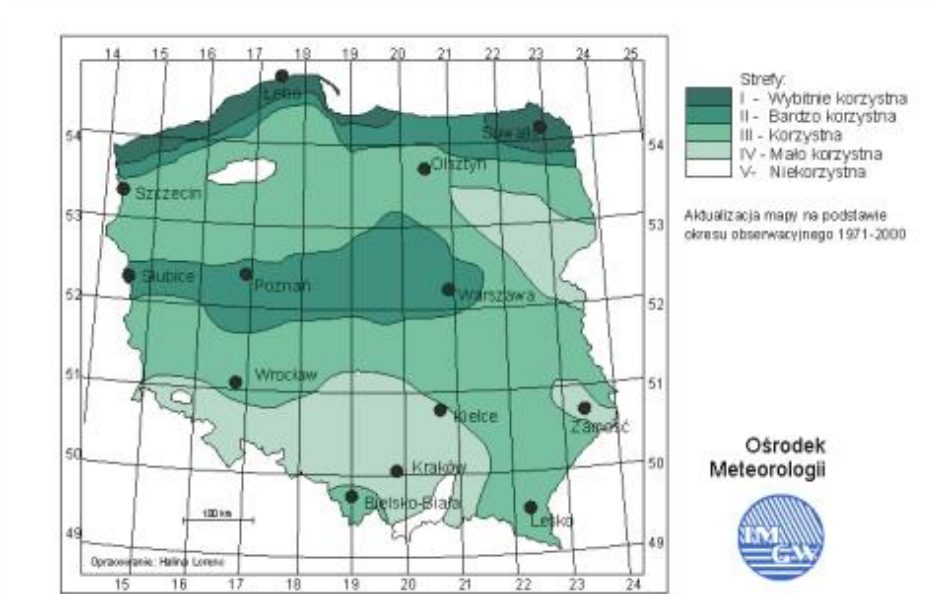 14 15 16 17 18 19 20 21 22 23 24 25
Łeba
Suwałki
54 54
Olsztyn
Szczecin
53 53
Słubice
Poznań
Warszawa
52 52
51 51
Wrocław
Kielce
Zamość
50 50
Kraków
Bielsko-Biała
Lesko
100 km
49 49
Opracowanie: Halina Lorenc
15 16 17 18 19 20 21 22 23 24
Strefy:
I - Wybitnie korzystna
II - Bardzo korzystna
III - Korzystna
IV - Mało korzystna
V- Niekorzystna
Aktualizacja mapy na podstawie
okresu obserwacyjnego 1971-2000
Ośrodek
Meteorologii
IM
GW